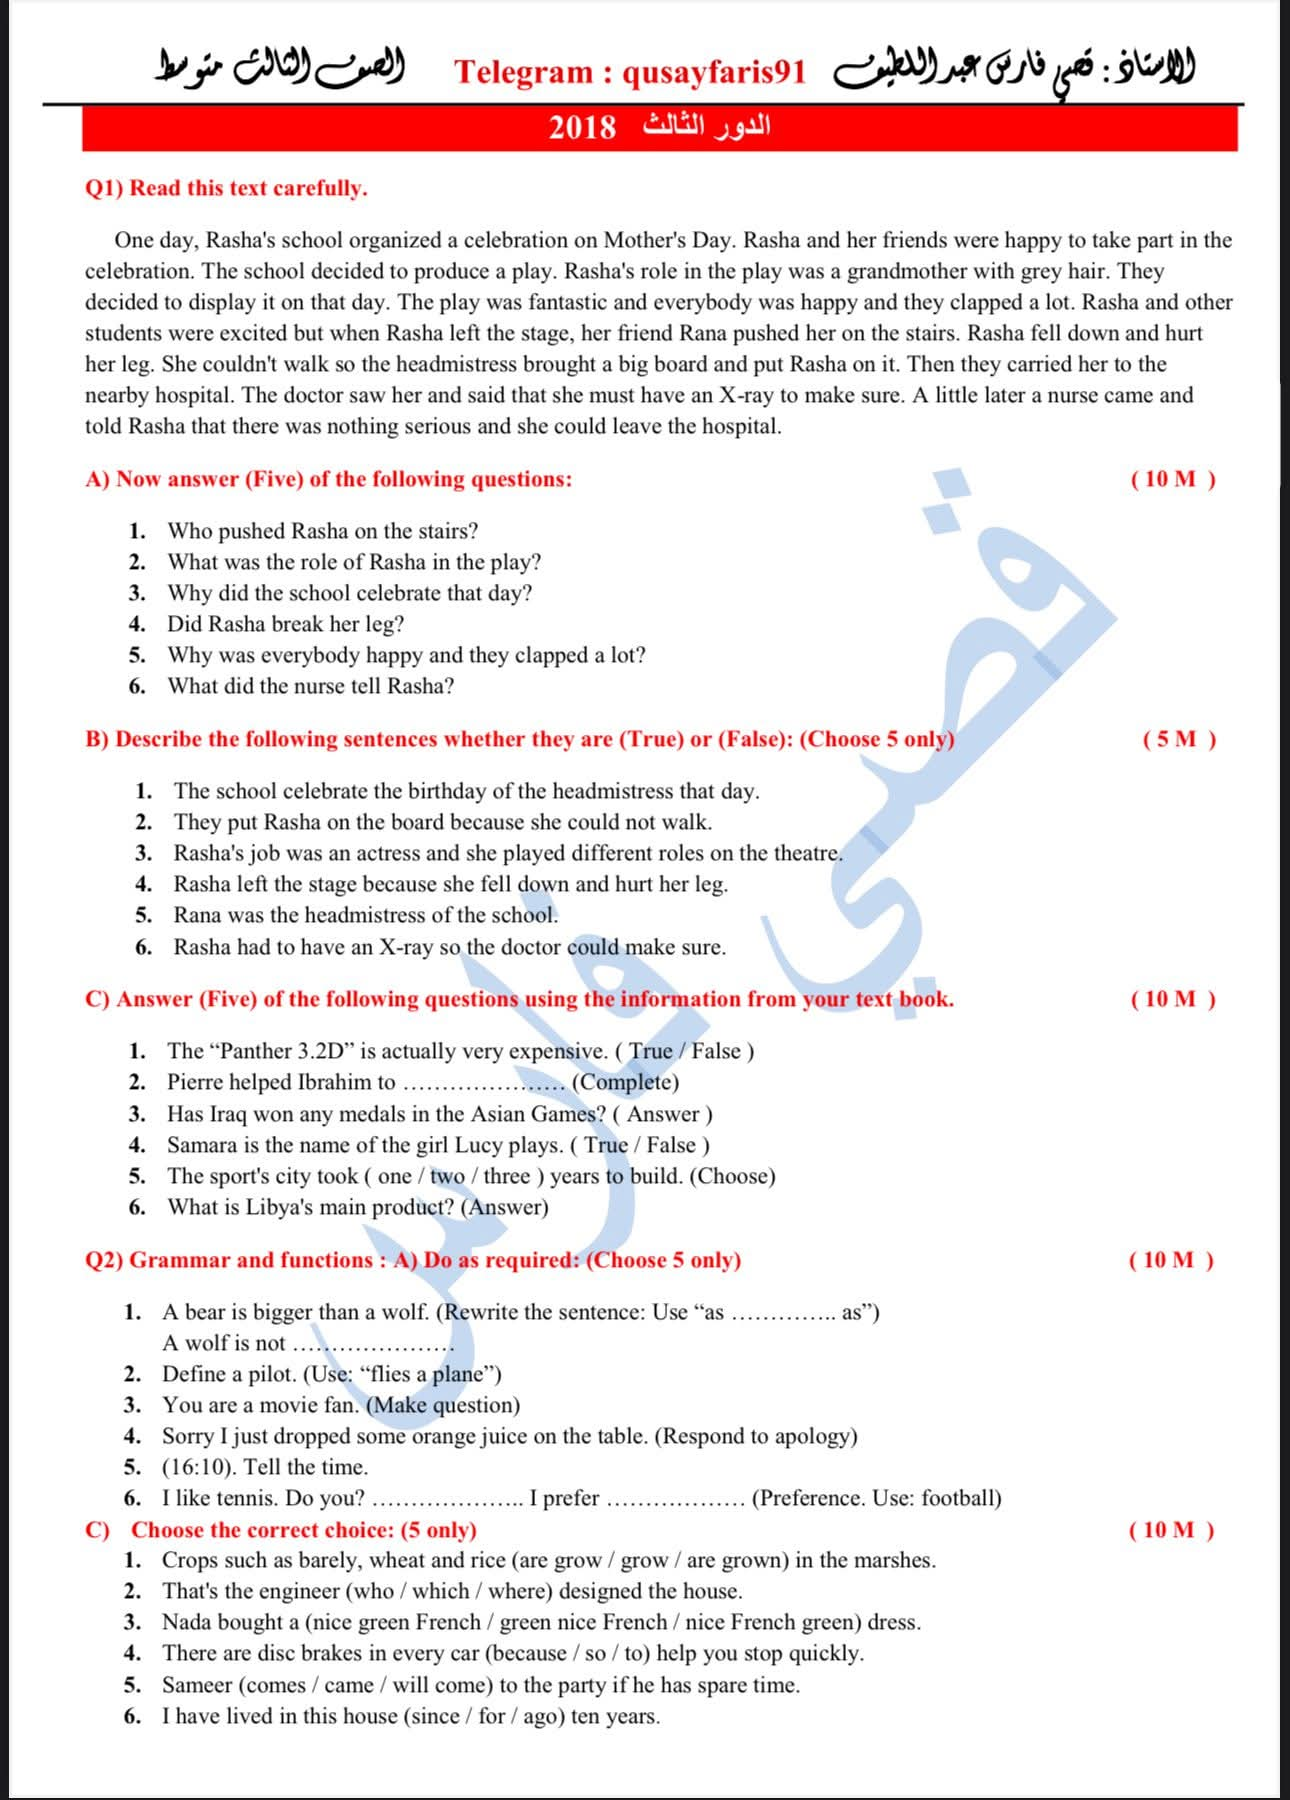 الاستاذ : قصي فارس عبد اللطيف Telegram : qusayfaris91 الصف الثالث متوسط
الدور الثالث 2018
Q1) Read this text carefully.
One day, Rasha's school organized a celebration on Mother's Day. Rasha and her friends were happy to take part in the
celebration. The school decided to produce a play. Rasha's role in the play was a grandmother with grey hair. They
decided to display it on that day. The play was fantastic and everybody was happy and they clapped a lot. Rasha and other
students were excited but when Rasha left the stage, her friend Rana pushed her on the stairs. Rasha fell down and hurt
her leg. She couldn't walk so the headmistress brought a big board and put Rasha on it. Then they carried her to the
nearby hospital. The doctor saw her and said that she must have an X-ray to make sure. A little later a nurse came and
told Rasha that there was nothing serious and she could leave the hospital.
A) Now answer (Five) of the following questions: ( 10 M )
1. Who pushed Rasha on the stairs?
2. What was the role of Rasha in the play?
3. Why did the school celebrate that day?
4. Did Rasha break her leg?
5. Why was everybody happy and they clapped a lot?
6. What did the nurse tell Rasha?
B) Describe the following sentences whether they are (True) or (False): (Choose 5 only) ( 5 M )
1. The school celebrate the birthday of the headmistress that day.
2. They put Rasha on the board because she could not walk.
3. Rasha's job was an actress and she played different roles on the theatre.
4. Rasha left the stage because she fell down and hurt her leg.
5. Rana was the headmistress of the school.
6. Rasha had to have an X-ray so the doctor could make sure.
C) Answer (Five) of the following questions using the information from your text book. ( 10 M )
1. The “Panther 3.2D” is actually very expensive. ( True / False )
2. Pierre helped Ibrahim to ………………… (Complete)
3. Has Iraq won any medals in the Asian Games? ( Answer )
4. Samara is the name of the girl Lucy plays. ( True / False )
5. The sport's city took ( one / two / three ) years to build. (Choose)
6. What is Libya's main product? (Answer)
Q2) Grammar and functions : A) Do as required: (Choose 5 only) ( 10 M )
1. A bear is bigger than a wolf. (Rewrite the sentence: Use “as ………….. as”)
A wolf is not …………………
2. Define a pilot. (Use: “flies a plane”)
3. You are a movie fan. (Make question)
4. Sorry I just dropped some orange juice on the table. (Respond to apology)
5. (16:10). Tell the time.
6. I like tennis. Do you? ……………….. I prefer ……………… (Preference. Use: football)
C) Choose the correct choice: (5 only) ( 10 M )
1. Crops such as barely, wheat and rice (are grow / grow / are grown) in the marshes.
2. That's the engineer (who / which / where) designed the house.
3. Nada bought a (nice green French / green nice French / nice French green) dress.
4. There are disc brakes in every car (because / so / to) help you stop quickly.
5. Sameer (comes / came / will come) to the party if he has spare time.
6. I have lived in this house (since / for / ago) ten years.
قصي فارس